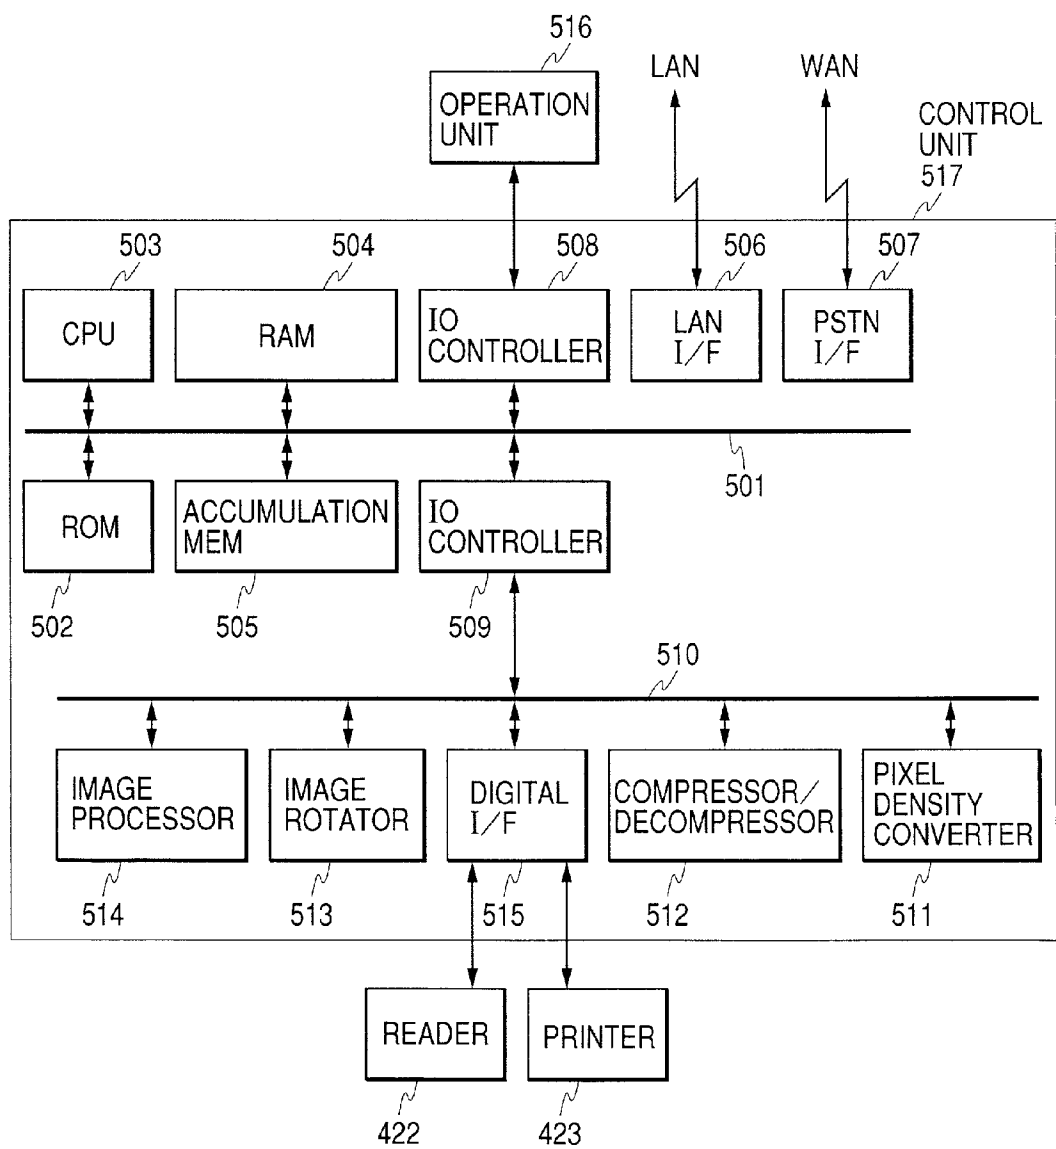 516
LAN
WAN
OPERATION
UNIT
CONTROL
UNIT
517
503
504
508
506
507
CPU
RAM
IO
CONTROLLER
LAN
I/F
PSTN
I/F
501
ROM
ACCUMULATION
MEM
IO
CONTROLLER
502
505
509
510
IMAGE
PROCESSOR
IMAGE
ROTATOR
DIGITAL
I/F
COMPRESSOR/
DECOMPRESSOR
PIXEL
DENSITY
CONVERTER
514
513
515
512
511
READER
PRINTER
422
423